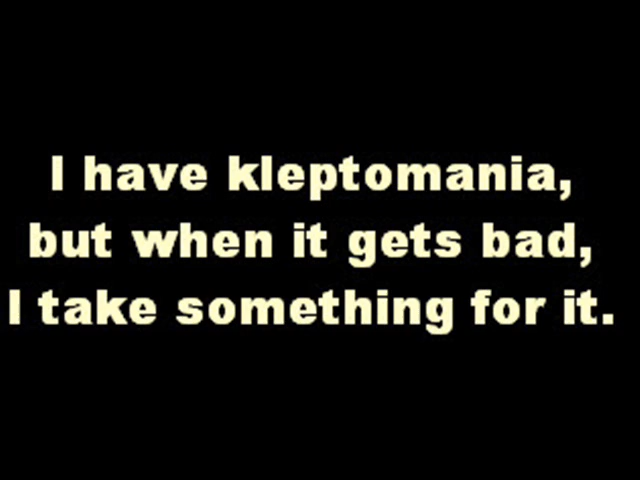 I have kleptomania,
but when it gets bad,
I take something for it.